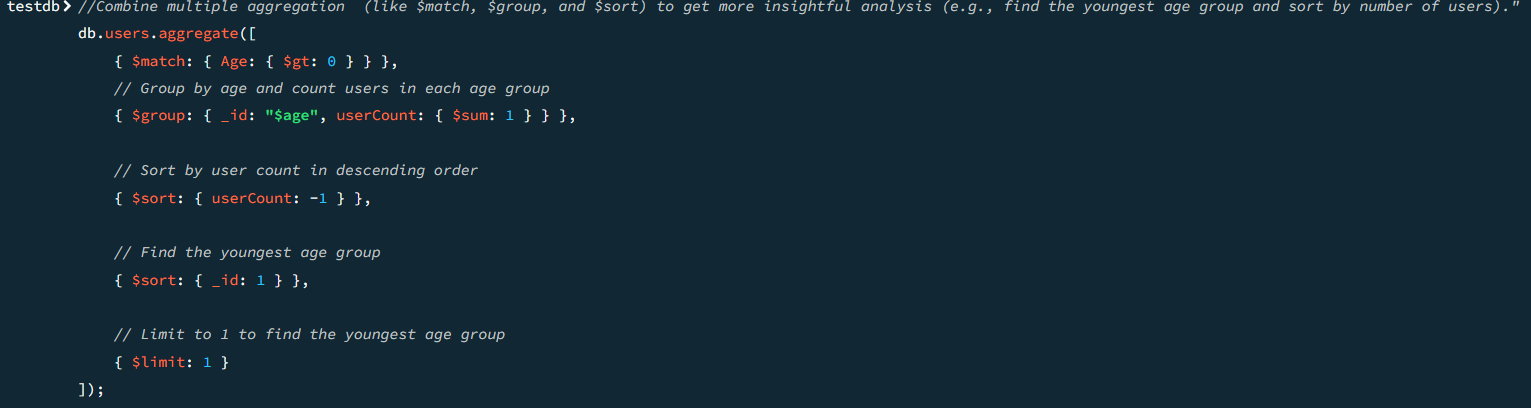 testdb> //Combine multiple aggregation  (like $match, $group, and $sort) to get more insightful analysis (e.g., find the youngest age group and sort by number of users)."
db.users.aggregate([
{ $match: { Age: { $gt: 0 } } },
// Group by age and count users in each age group
{ $group: { _id: "$age", userCount: { $sum: 1 } } },
// Sort by user count in descending order
{ $sort: { userCount: -1 } },
// Find the youngest age group
{ $sort: { _id: 1 } },
// Limit to 1 to find the youngest age group
{ $limit: 1 }
]);